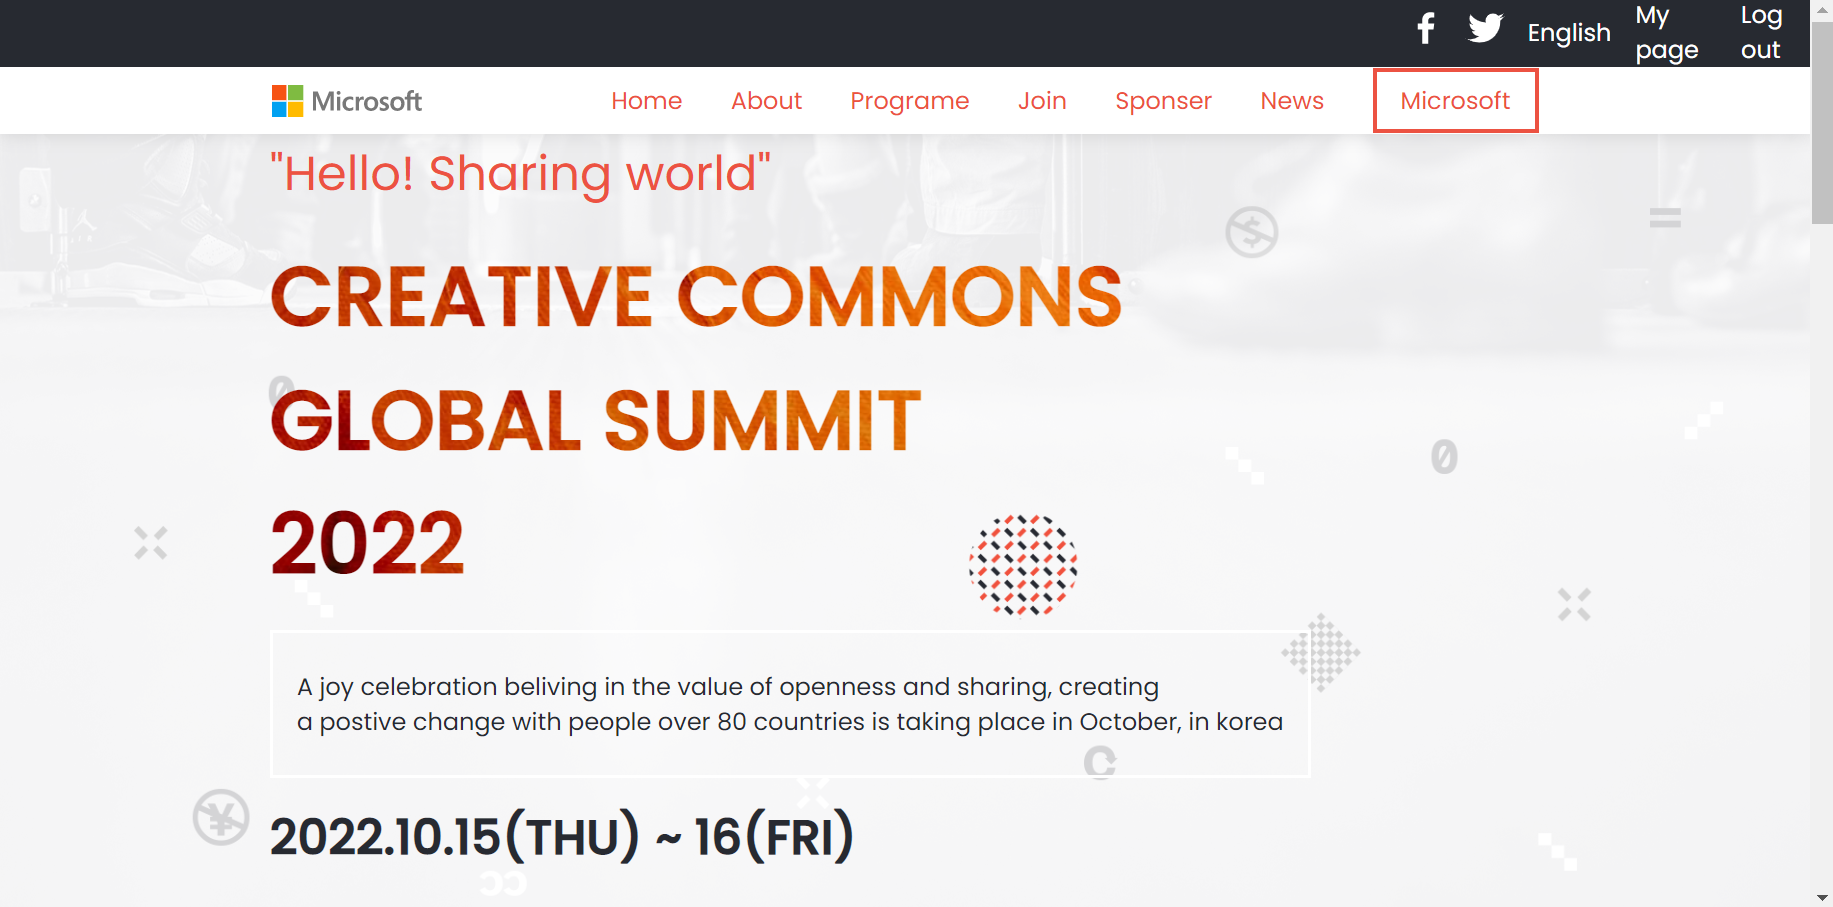 English
My page
Log out
Microsoft
Home About Programe Join Sponser News Microsoft
"Hello! Sharing world"
CREATIVE COMMONS
GLOBAL SUMMIT
2022
A joy celebration beliving in the value of openness and sharing, creating
a postive change with people over 80 countries is taking place in October, in korea
2022.10.15(THU) ~ 16(FRI)